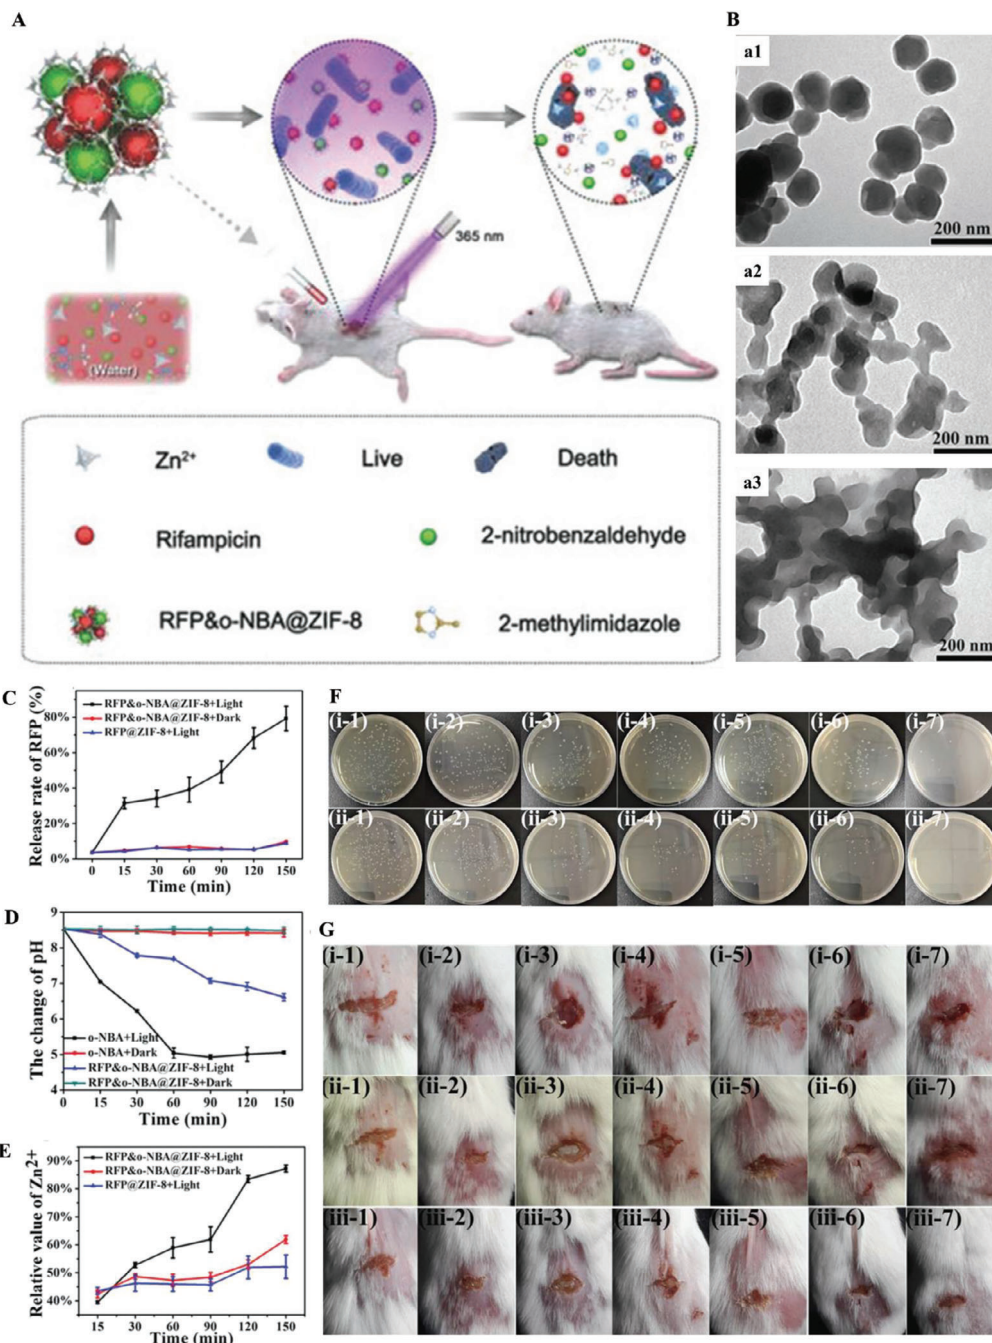 A
365 nm
(Water)
Zn²⁺
Live
Death
Rifampicin
2-nitrobenzaldehyde
RFP&o-NBA@ZIF-8
2-methylimidazole
B
a1
200 nm
a2
200 nm
a3
200 nm
C
Release rate of RFP (%)
80%
60%
40%
20%
0%
RFP&o-NBA@ZIF-8+Light
RFP&o-NBA@ZIF-8+Dark
RFP@ZIF-8+Light
0 15 30 60 90 120 150
Time (min)
D
The change of pH
9
8
7
6
5
4
o-NBA+Light
o-NBA+Dark
RFP&o-NBA@ZIF-8+Light
RFP&o-NBA@ZIF-8+Dark
0 15 30 60 90 120 150
Time (min)
E
Relative value of Zn²⁺
90%
80%
70%
60%
50%
40%
RFP&o-NBA@ZIF-8+Light
RFP&o-NBA@ZIF-8+Dark
RFP@ZIF-8+Light
15 30 60 90 120 150
Time (min)
F
(i-1) (i-2) (i-3) (i-4) (i-5) (i-6) (i-7)
(ii-1) (ii-2) (ii-3) (ii-4) (ii-5) (ii-6) (ii-7)
G
(i-1) (i-2) (i-3) (i-4) (i-5) (i-6) (i-7)
(ii-1) (ii-2) (ii-3) (ii-4) (ii-5) (ii-6) (ii-7)
(iii-1) (iii-2) (iii-3) (iii-4) (iii-5) (iii-6) (iii-7)